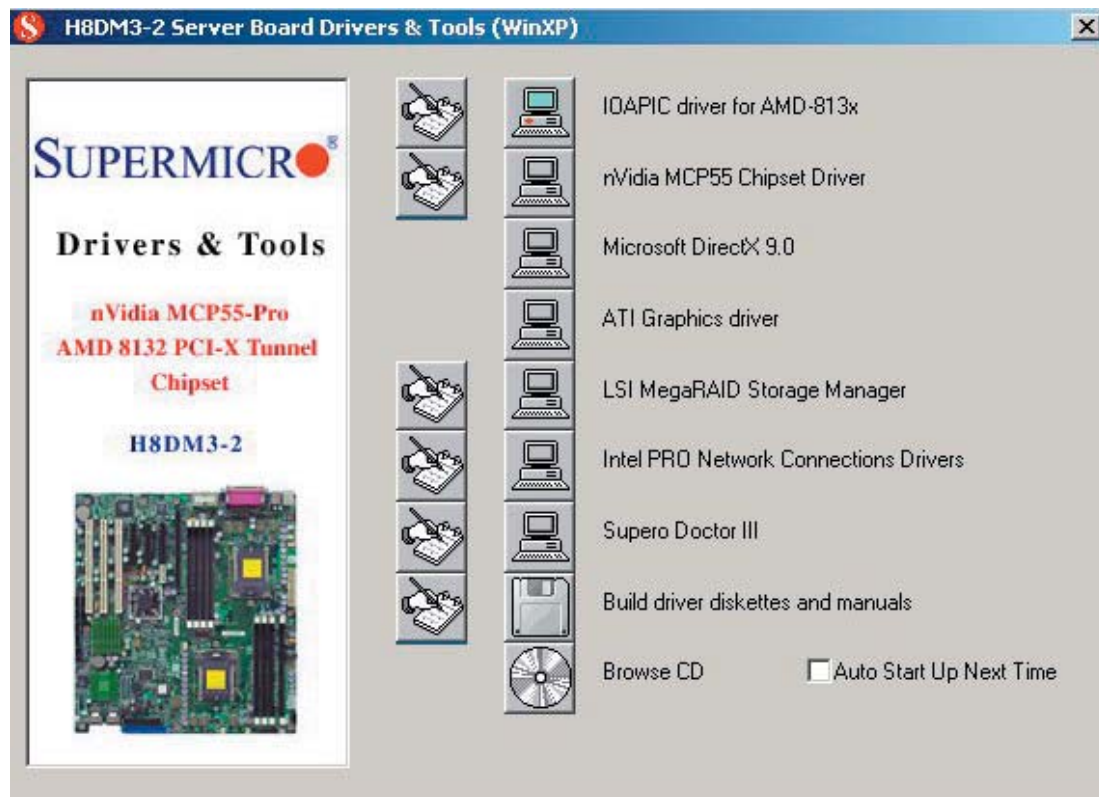 H8DM3-2 Server Board Drivers & Tools (WinXP)
SUPERMICRO®
Drivers & Tools
nVidia MCP55-Pro
AMD 8132 PCI-X Tunnel
Chipset
H8DM3-2
IOAPIC driver for AMD-813x
nVidia MCP55 Chipset Driver
Microsoft DirectX 9.0
ATI Graphics driver
LSI MegaRAID Storage Manager
Intel PRO Network Connections Drivers
Supero Doctor III
Build driver diskettes and manuals
Browse CD
Auto Start Up Next Time